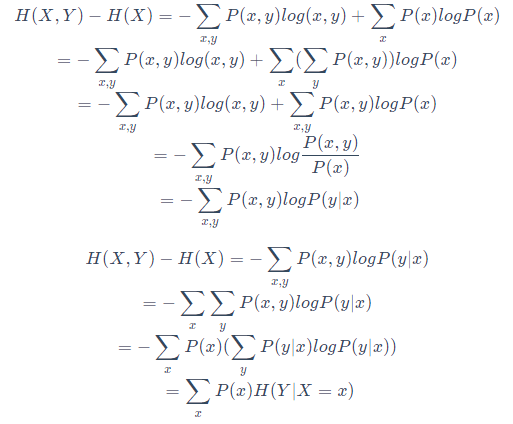 H(X,Y) − H(X) = − ∑_{x,y} P(x,y)log(x,y) + ∑_x P(x)logP(x)
= − ∑_{x,y} P(x,y)log(x,y) + ∑_x (∑_y P(x,y))logP(x)
= − ∑_{x,y} P(x,y)log(x,y) + ∑_{x,y} P(x,y)logP(x)
= − ∑_{x,y} P(x,y)log \frac{P(x,y)}{P(x)}
= − ∑_{x,y} P(x,y)logP(y|x)
H(X,Y) − H(X) = − ∑_{x,y} P(x,y)logP(y|x)
= − ∑_x ∑_y P(x,y)logP(y|x)
= − ∑_x P(x)(∑_y P(y|x)logP(y|x))
= ∑_x P(x)H(Y|X = x)